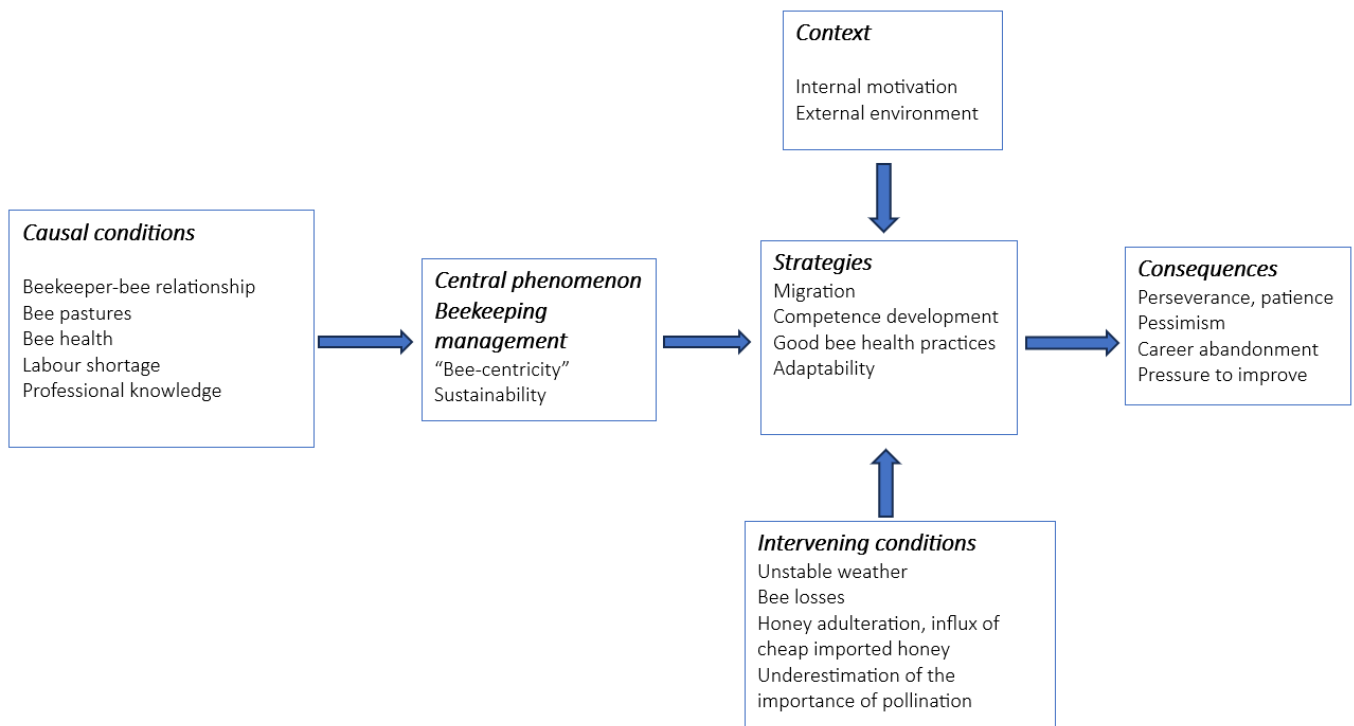 Context
Internal motivation
External environment
Causal conditions
Beekeeper-bee relationship
Bee pastures
Bee health
Labour shortage
Professional knowledge
Central phenomenon
Beekeeping
management
“Bee-centricity”
Sustainability
Strategies
Migration
Competence development
Good bee health practices
Adaptability
Consequences
Perseverance, patience
Pessimism
Career abandonment
Pressure to improve
Intervening conditions
Unstable weather
Bee losses
Honey adulteration, influx of
cheap imported honey
Underestimation of the
importance of pollination